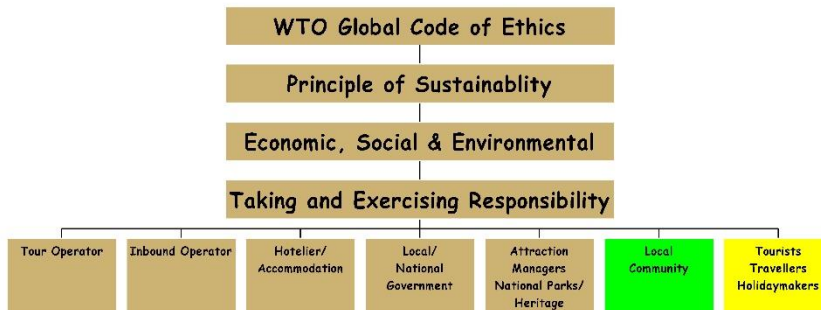 WTO Global Code of Ethics
Principle of Sustainablity
Economic, Social & Environmental
Taking and Exercising Responsibility
Tour Operator
Inbound Operator
Hotelier/
Accommodation
Local/
National
Government
Attraction
Managers
National Parks/
Heritage
Local
Community
Tourists
Travellers
Holidaymakers